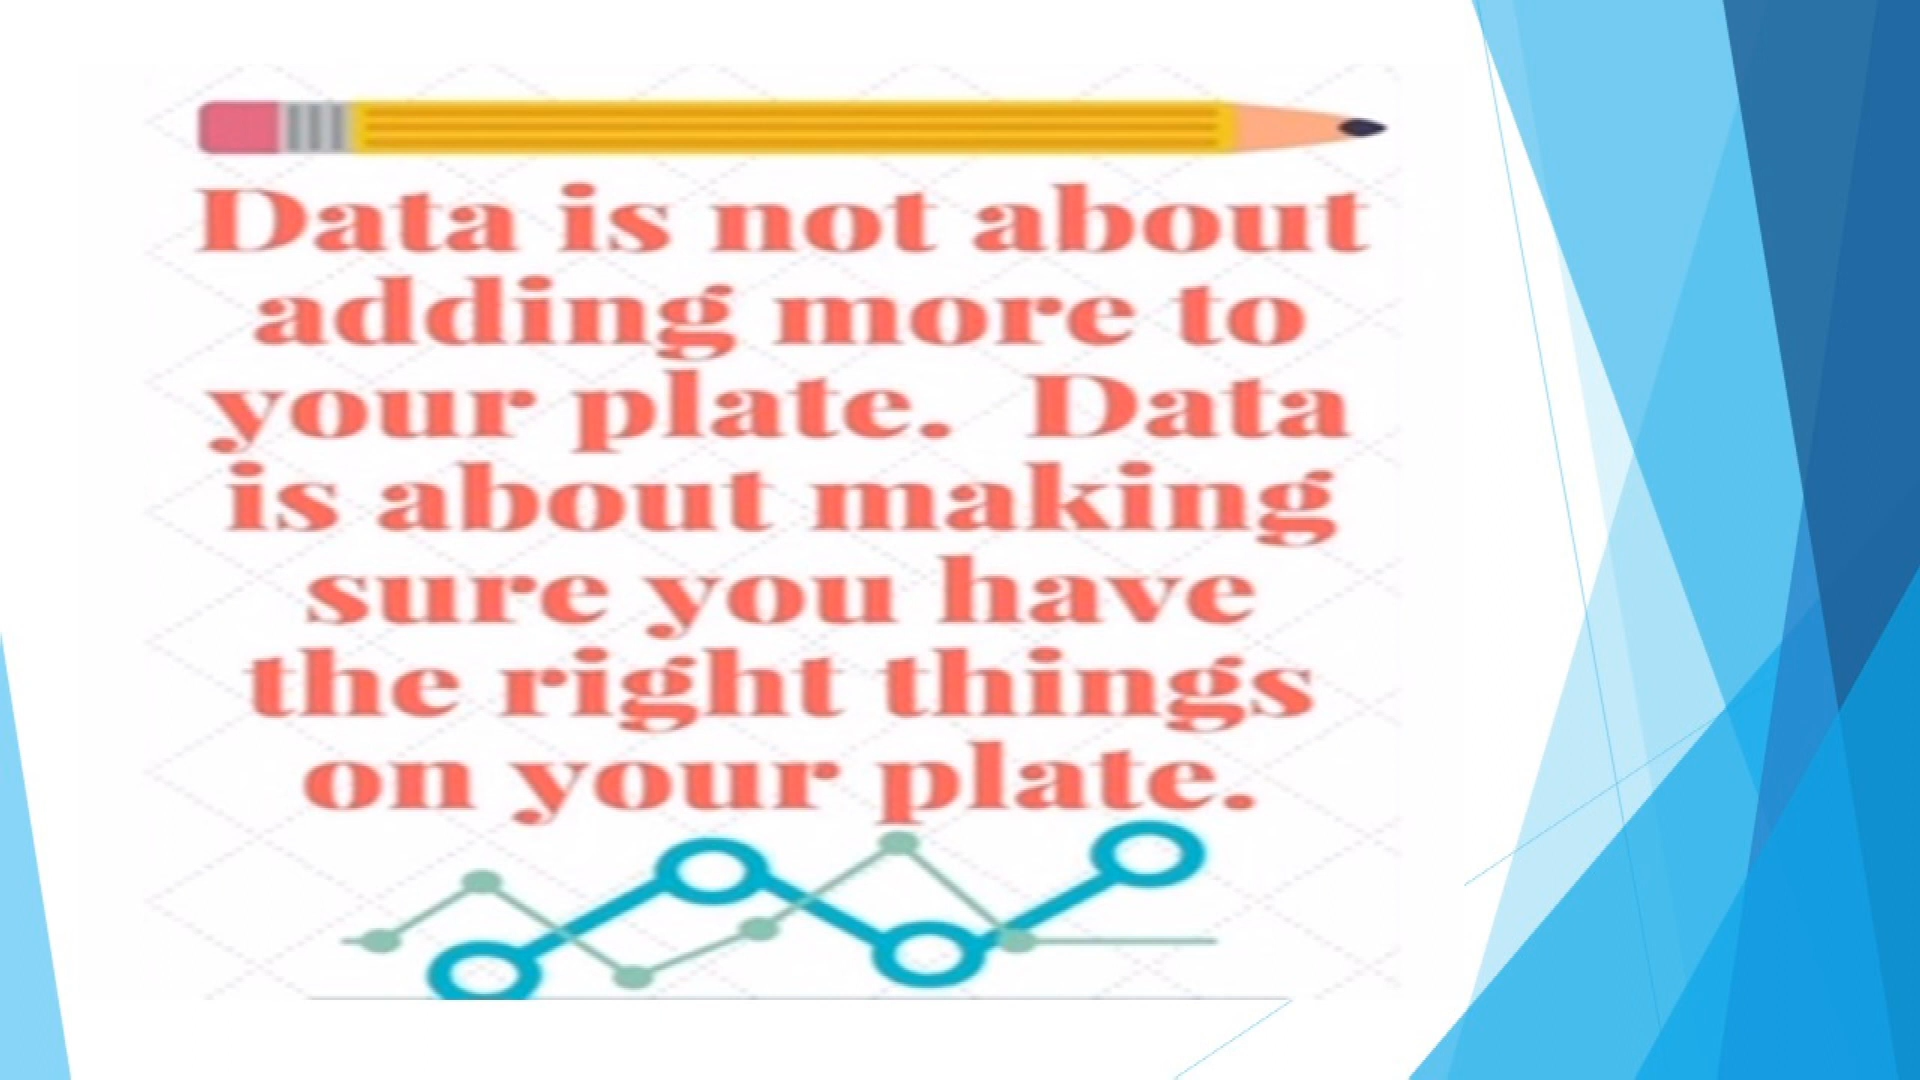 Data is not about
adding more to
your plate.  Data
is about making
sure you have
the right things
on your plate.